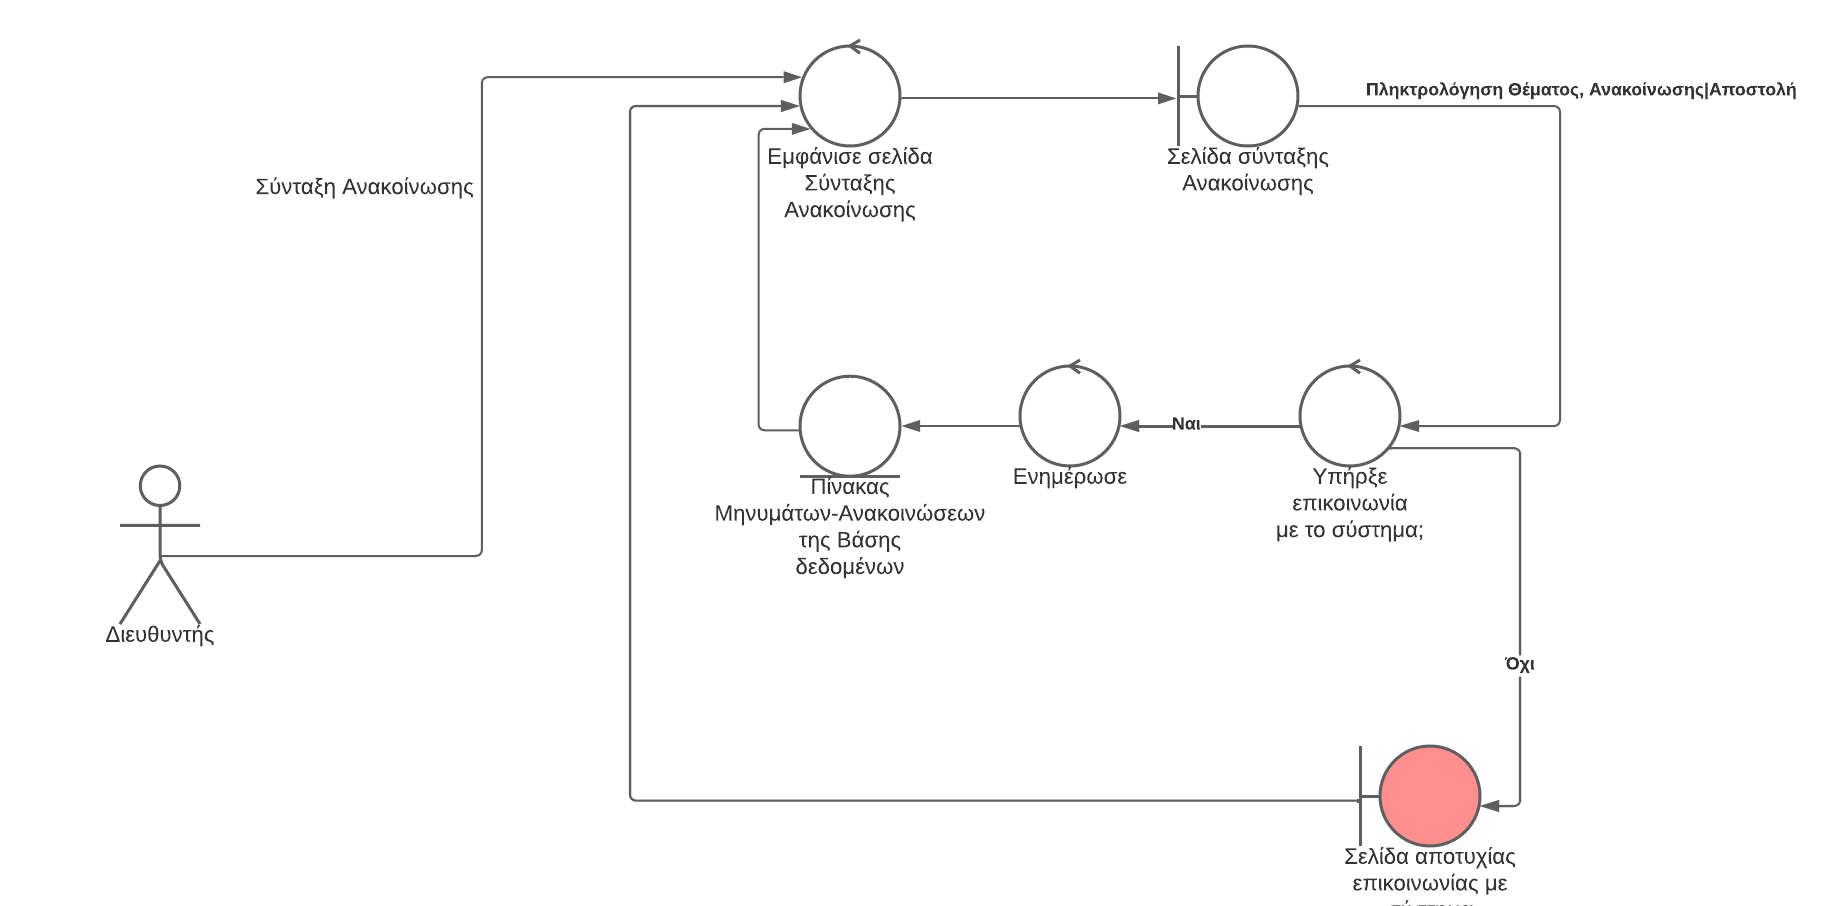 Πληκτρολόγηση Θέματος, Ανακοίνωσης|Αποστολή
Εμφάνισε σελίδα
Σύνταξης
Ανακοίνωσης
Σελίδα σύνταξης
Ανακοίνωσης
Σύνταξη Ανακοίνωσης
Ναι
Πίνακας
Μηνυμάτων-Ανακοινώσεων
της Βάσης
δεδομένων
Ενημέρωσε
Υπήρξε
επικοινωνία
με το σύστημα;
Διευθυντής
Όχι
Σελίδα αποτυχίας
επικοινωνίας με